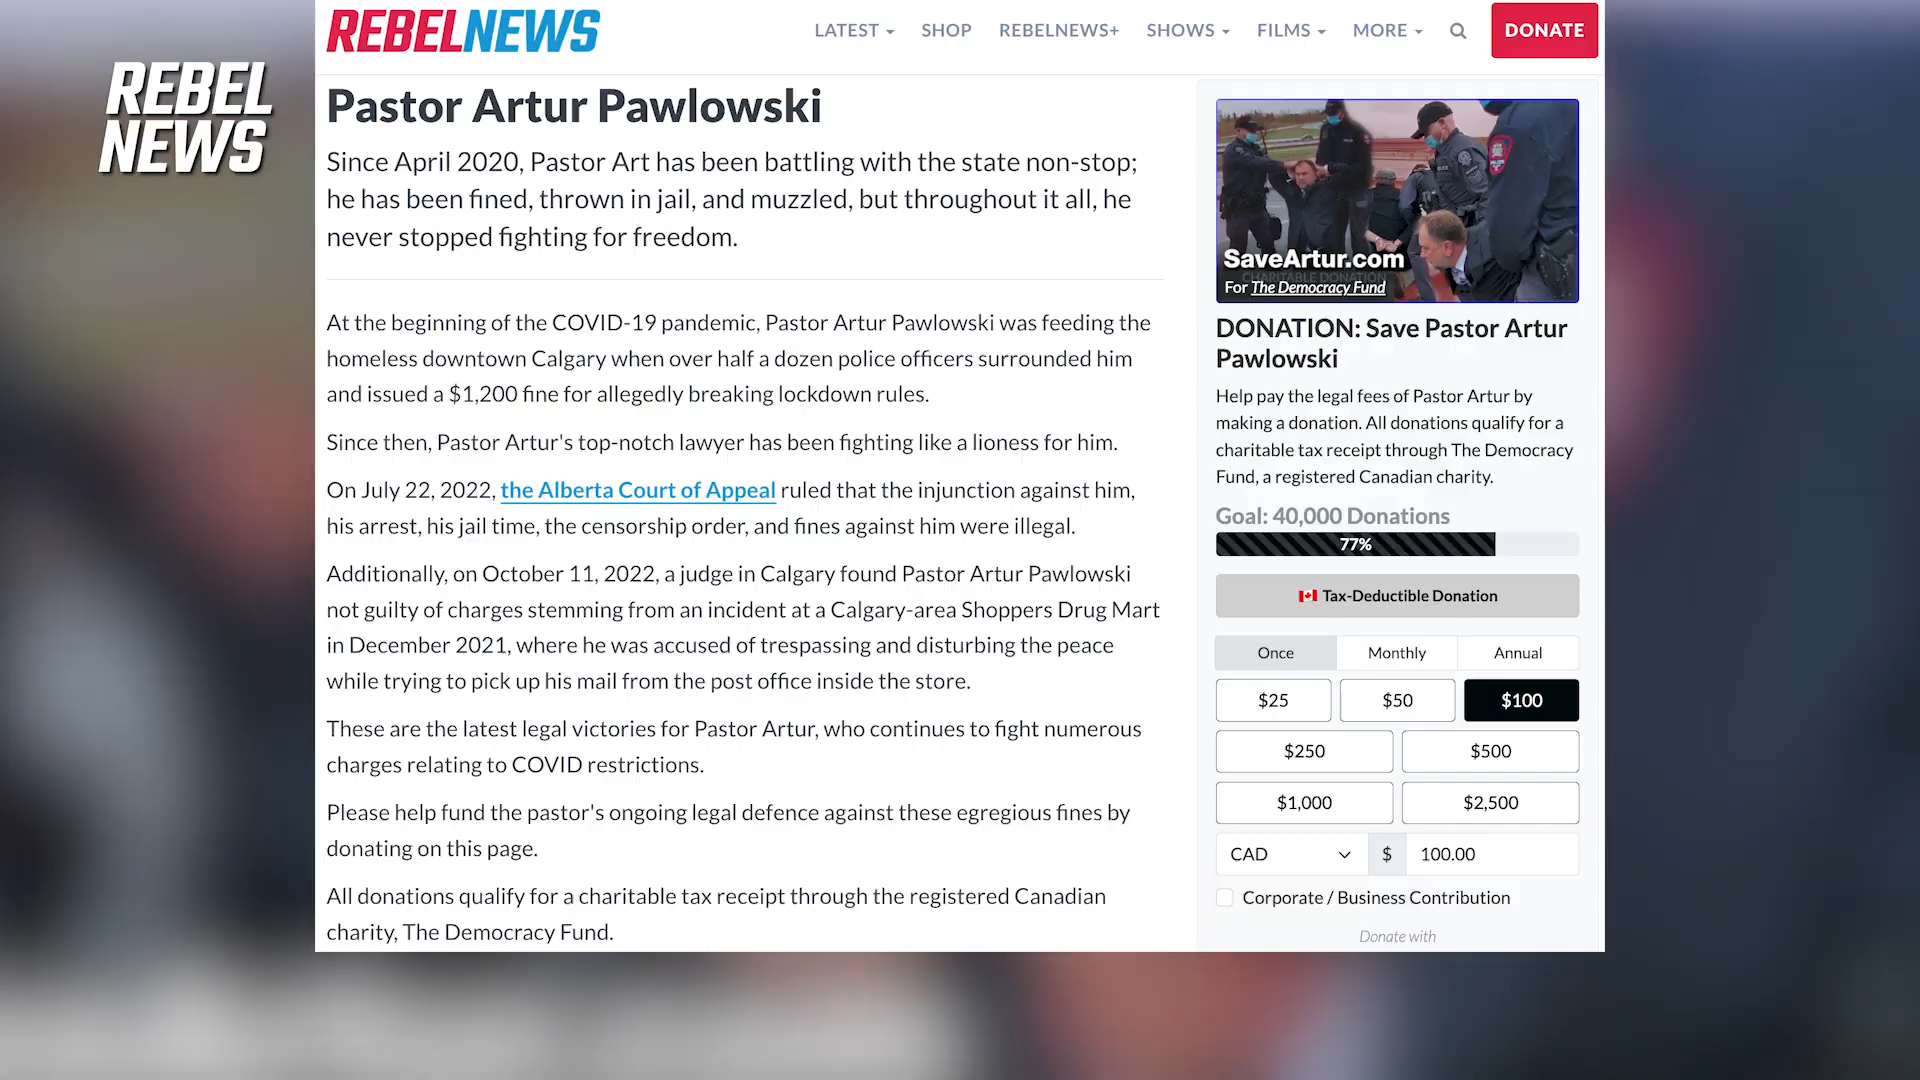 REBELNEWS
LATEST
SHOP
REBELNEWS+
SHOWS
FILMS
MORE
DONATE
REBEL
NEWS
Pastor Artur Pawlowski
Since April 2020, Pastor Art has been battling with the state non-stop;
he has been fined, thrown in jail, and muzzled, but throughout it all, he
never stopped fighting for freedom.
At the beginning of the COVID-19 pandemic, Pastor Artur Pawlowski was feeding the
homeless downtown Calgary when over half a dozen police officers surrounded him
and issued a $1,200 fine for allegedly breaking lockdown rules.
Since then, Pastor Artur's top-notch lawyer has been fighting like a lioness for him.
On July 22, 2022, the Alberta Court of Appeal ruled that the injunction against him,
his arrest, his jail time, the censorship order, and fines against him were illegal.
Additionally, on October 11, 2022, a judge in Calgary found Pastor Artur Pawlowski
not guilty of charges stemming from an incident at a Calgary-area Shoppers Drug Mart
in December 2021, where he was accused of trespassing and disturbing the peace
while trying to pick up his mail from the post office inside the store.
These are the latest legal victories for Pastor Artur, who continues to fight numerous
charges relating to COVID restrictions.
Please help fund the pastor's ongoing legal defence against these egregious fines by
donating on this page.
All donations qualify for a charitable tax receipt through the registered Canadian
charity, The Democracy Fund.
SaveArtur.com
CHARITABLE DONATION
For The Democracy Fund
DONATION: Save Pastor Artur
Pawlowski
Help pay the legal fees of Pastor Artur by
making a donation. All donations qualify for a
charitable tax receipt through The Democracy
Fund, a registered Canadian charity.
Goal: 40,000 Donations
77%
Tax-Deductible Donation
Once
Monthly
Annual
$25
$50
$100
$250
$500
$1,000
$2,500
CAD
$
100.00
Corporate / Business Contribution
Donate with